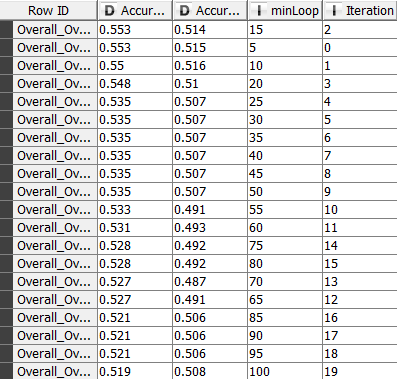 Row ID D Accur... D Accur... I minLoop I Iteration
Overall_Ov... 0.553 0.514 15 2
Overall_Ov... 0.553 0.515 5 0
Overall_Ov... 0.55 0.516 10 1
Overall_Ov... 0.548 0.51 20 3
Overall_Ov... 0.535 0.507 25 4
Overall_Ov... 0.535 0.507 30 5
Overall_Ov... 0.535 0.507 35 6
Overall_Ov... 0.535 0.507 40 7
Overall_Ov... 0.535 0.507 45 8
Overall_Ov... 0.535 0.507 50 9
Overall_Ov... 0.533 0.491 55 10
Overall_Ov... 0.531 0.493 60 11
Overall_Ov... 0.528 0.492 75 14
Overall_Ov... 0.528 0.492 80 15
Overall_Ov... 0.527 0.487 70 13
Overall_Ov... 0.527 0.491 65 12
Overall_Ov... 0.521 0.506 85 16
Overall_Ov... 0.521 0.506 90 17
Overall_Ov... 0.521 0.506 95 18
Overall_Ov... 0.519 0.508 100 19